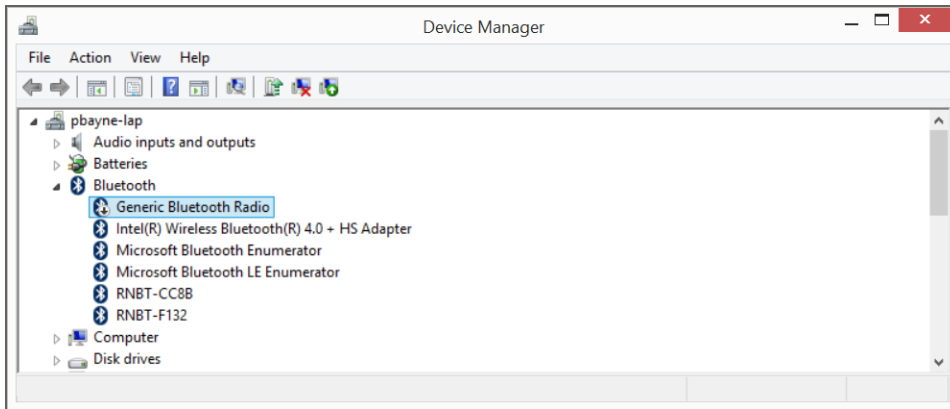 Device Manager
File Action View Help
pbayne-lap
Audio inputs and outputs
Batteries
Bluetooth
Generic Bluetooth Radio
Intel(R) Wireless Bluetooth(R) 4.0 + HS Adapter
Microsoft Bluetooth Enumerator
Microsoft Bluetooth LE Enumerator
RNBT-CC8B
RNBT-F132
Computer
Disk drives